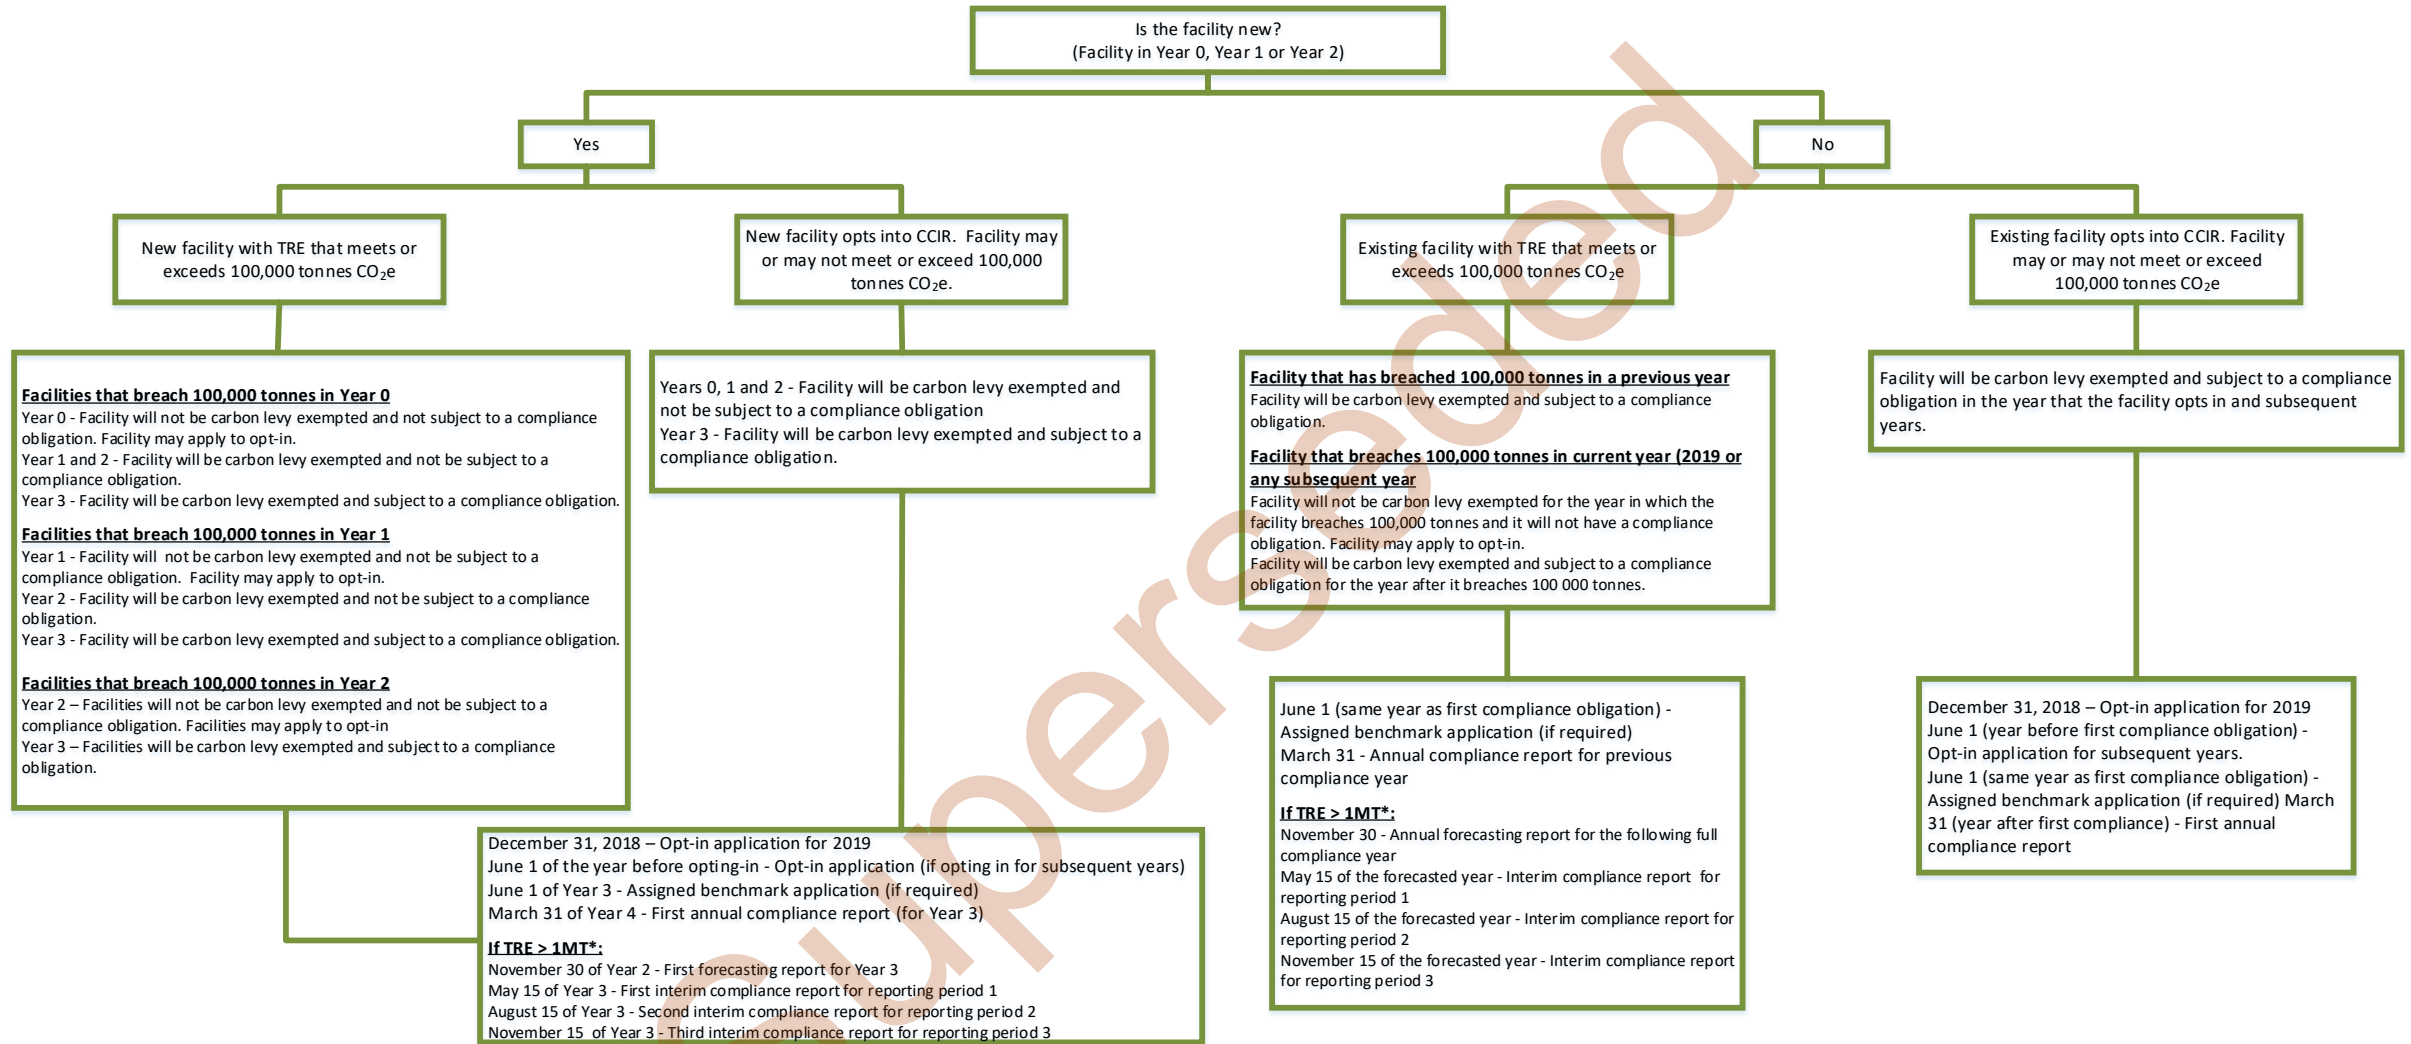 Is the facility new?
(Facility in Year 0, Year 1 or Year 2)
Yes
No
New facility with TRE that meets or
exceeds 100,000 tonnes CO₂e
New facility opts into CCIR.  Facility may
or may not meet or exceed 100,000
tonnes CO₂e.
Existing facility with TRE that meets or
exceeds 100,000 tonnes CO₂e
Existing facility opts into CCIR. Facility
may or may not meet or exceed
100,000 tonnes CO₂e
Facilities that breach 100,000 tonnes in Year 0
Year 0 - Facility will not be carbon levy exempted and not subject to a compliance
obligation. Facility may apply to opt-in.
Year 1 and 2 - Facility will be carbon levy exempted and not be subject to a
compliance obligation.
Year 3 - Facility will be carbon levy exempted and subject to a compliance obligation.
Facilities that breach 100,000 tonnes in Year 1
Year 1 - Facility will  not be carbon levy exempted and not be subject to a
compliance obligation.  Facility may apply to opt-in.
Year 2 - Facility will be carbon levy exempted and not be subject to a compliance
obligation.
Year 3 - Facility will be carbon levy exempted and subject to a compliance obligation.
Facilities that breach 100,000 tonnes in Year 2
Year 2 – Facilities will not be carbon levy exempted and not be subject to a
compliance obligation. Facilities may apply to opt-in
Year 3 – Facilities will be carbon levy exempted and subject to a compliance
obligation.
Years 0, 1 and 2 - Facility will be carbon levy exempted and
not be subject to a compliance obligation
Year 3 - Facility will be carbon levy exempted and subject to a
compliance obligation.
Facility that has breached 100,000 tonnes in a previous year
Facility will be carbon levy exempted and subject to a compliance
obligation.
Facility that breaches 100,000 tonnes in current year (2019 or
any subsequent year
Facility will not be carbon levy exempted for the year in which the
facility breaches 100,000 tonnes and it will not have a compliance
obligation. Facility may apply to opt-in.
Facility will be carbon levy exempted and subject to a compliance
obligation for the year after it breaches 100 000 tonnes.
Facility will be carbon levy exempted and subject to a compliance
obligation in the year that the facility opts in and subsequent
years.
December 31, 2018 – Opt-in application for 2019
June 1 of the year before opting-in - Opt-in application (if opting in for subsequent years)
June 1 of Year 3 - Assigned benchmark application (if required)
March 31 of Year 4 - First annual compliance report (for Year 3)
If TRE > 1MT*:
November 30 of Year 2 - First forecasting report for Year 3
May 15 of Year 3 - First interim compliance report for reporting period 1
August 15 of Year 3 - Second interim compliance report for reporting period 2
November 15  of Year 3 - Third interim compliance report for reporting period 3
June 1 (same year as first compliance obligation) -
Assigned benchmark application (if required)
March 31 - Annual compliance report for previous
compliance year
If TRE > 1MT*:
November 30 - Annual forecasting report for the following full
compliance year
May 15 of the forecasted year - Interim compliance report  for
reporting period 1
August 15 of the forecasted year - Interim compliance report for
reporting period 2
November 15 of the forecasted year - Interim compliance report
for reporting period 3
December 31, 2018 – Opt-in application for 2019
June 1 (year before first compliance obligation) -
Opt-in application for subsequent years.
June 1 (same year as first compliance obligation) -
Assigned benchmark application (if required) March
31 (year after first compliance) - First annual
compliance report
Superseded